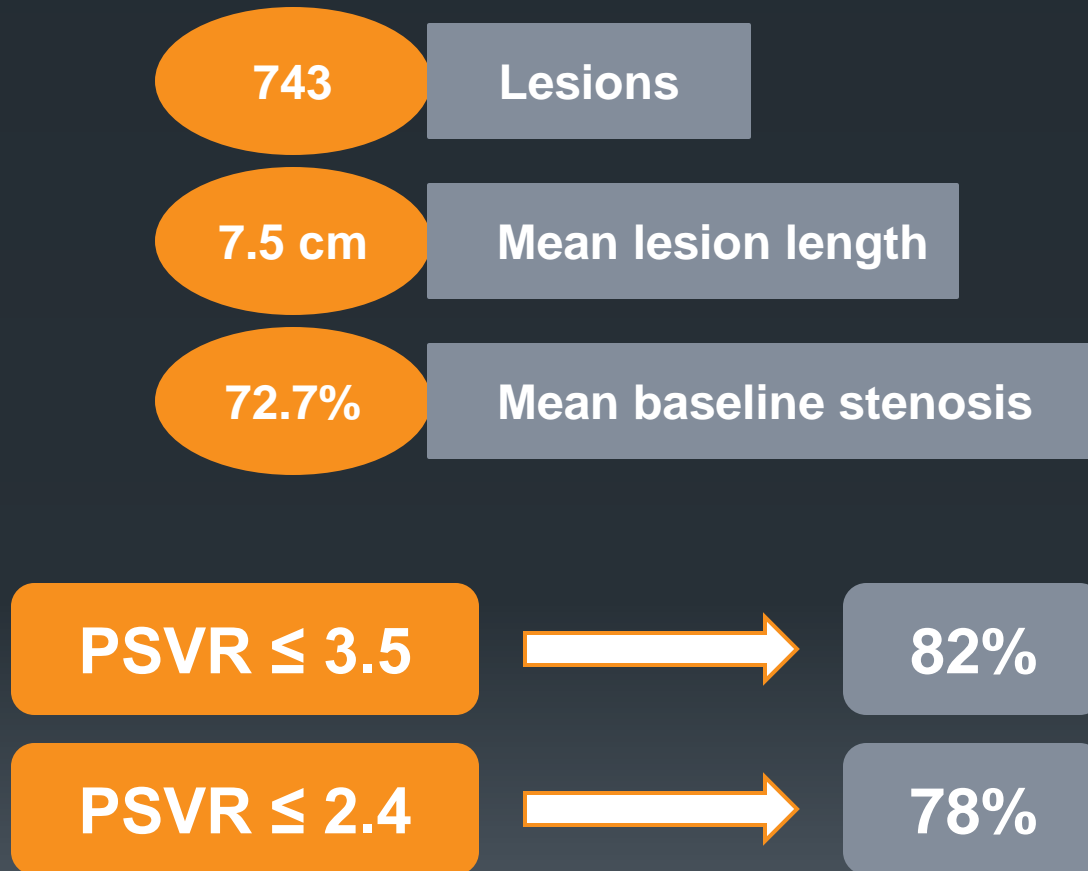 743 Lesions
7.5 cm Mean lesion length
72.7% Mean baseline stenosis
PSVR ≤ 3.5 82%
PSVR ≤ 2.4 78%